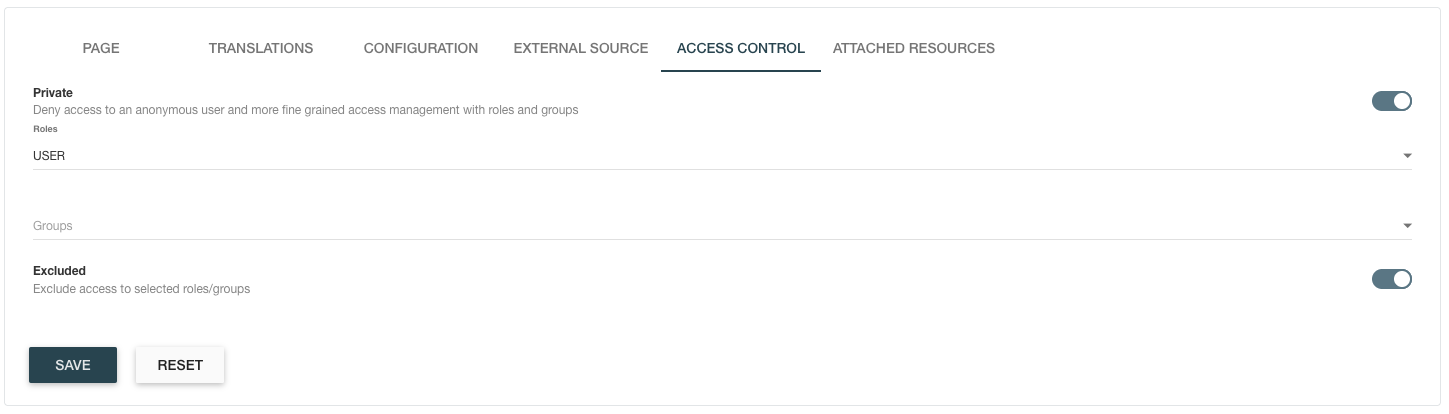 PAGE TRANSLATIONS CONFIGURATION EXTERNAL SOURCE ACCESS CONTROL ATTACHED RESOURCES
Private
Deny access to an anonymous user and more fine grained access management with roles and groups
Roles
USER
Groups
Excluded
Exclude access to selected roles/groups
SAVE RESET